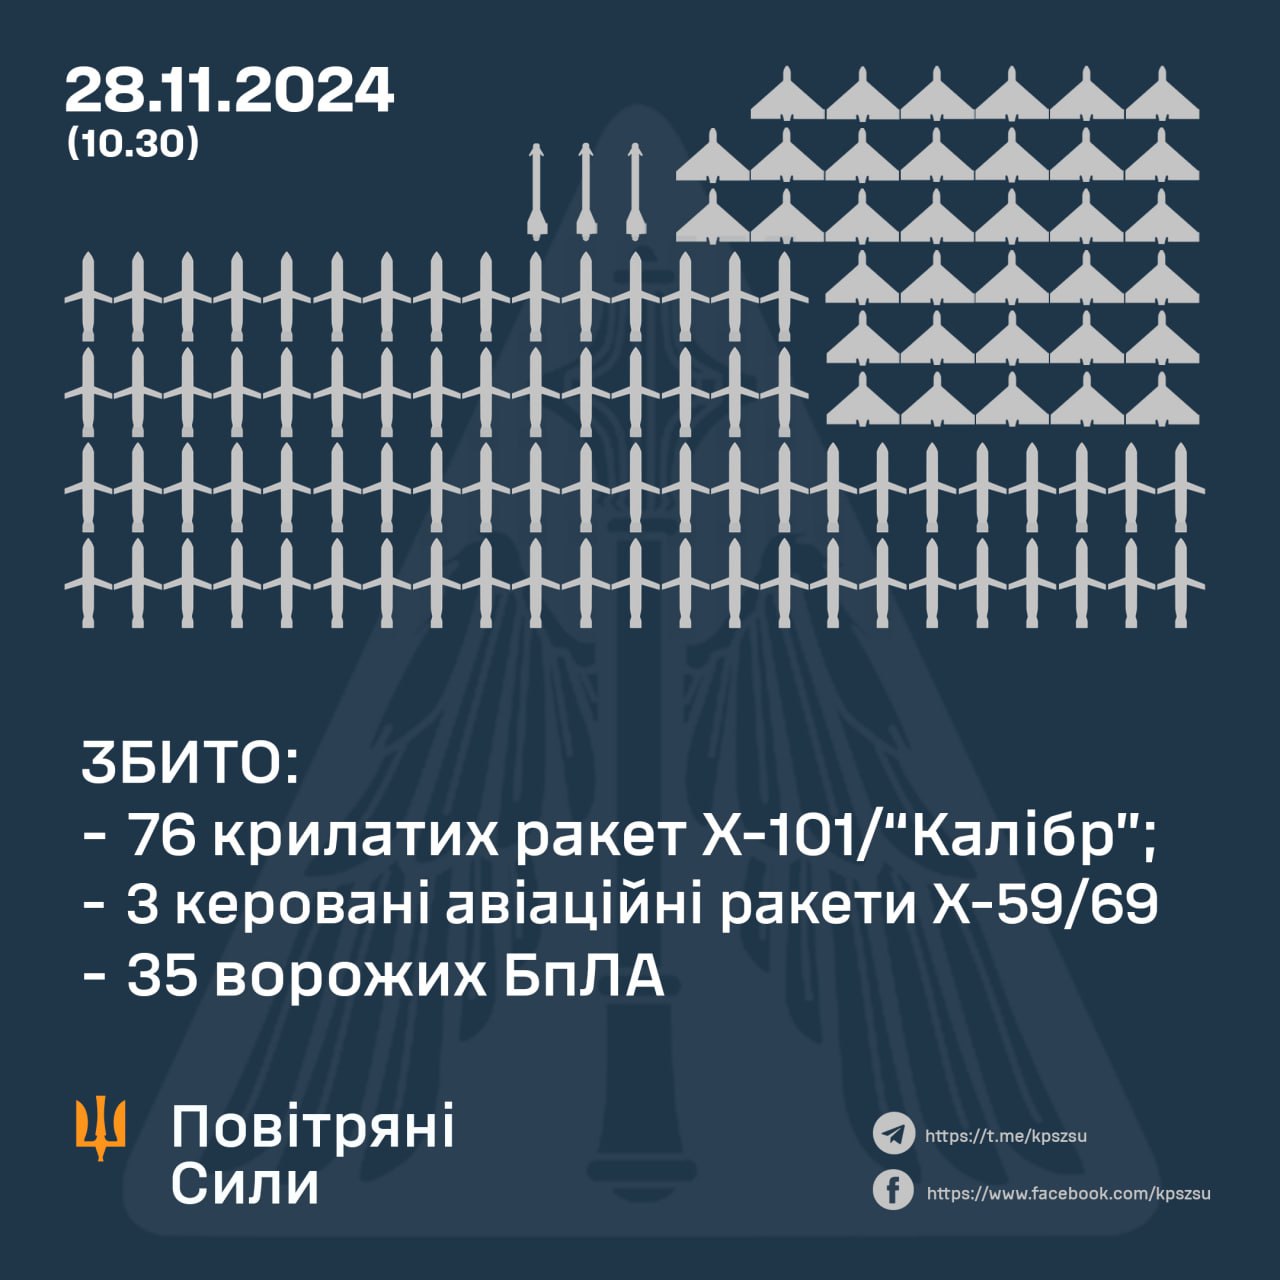 28.11.2024
(10.30)
ЗБИТО:
- 76 крилатих ракет Х-101/“Калібр”;
- 3 керовані авіаційні ракети Х-59/69
- 35 ворожих БпЛА
Повітряні
Сили
https://t.me/kpszsu
https://www.facebook.com/kpszsu